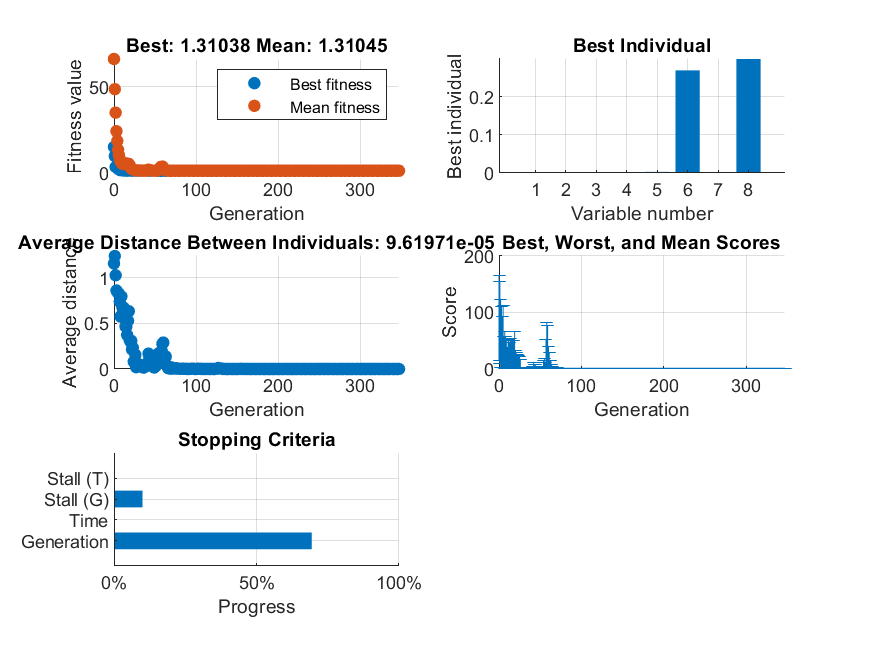 Best: 1.31038 Mean: 1.31045
Fitness value
50
0
Best fitness
Mean fitness
0 100 200 300
Generation
Best Individual
Best individual
0.2
0.1
0
1 2 3 4 5 6 7 8
Variable number
Average Distance Between Individuals: 9.61971e-05
Average distance
1
0.5
0
0 100 200 300
Generation
Best, Worst, and Mean Scores
Score
200
100
0
0 100 200 300
Generation
Stopping Criteria
Stall (T)
Stall (G)
Time
Generation
0% 50% 100%
Progress